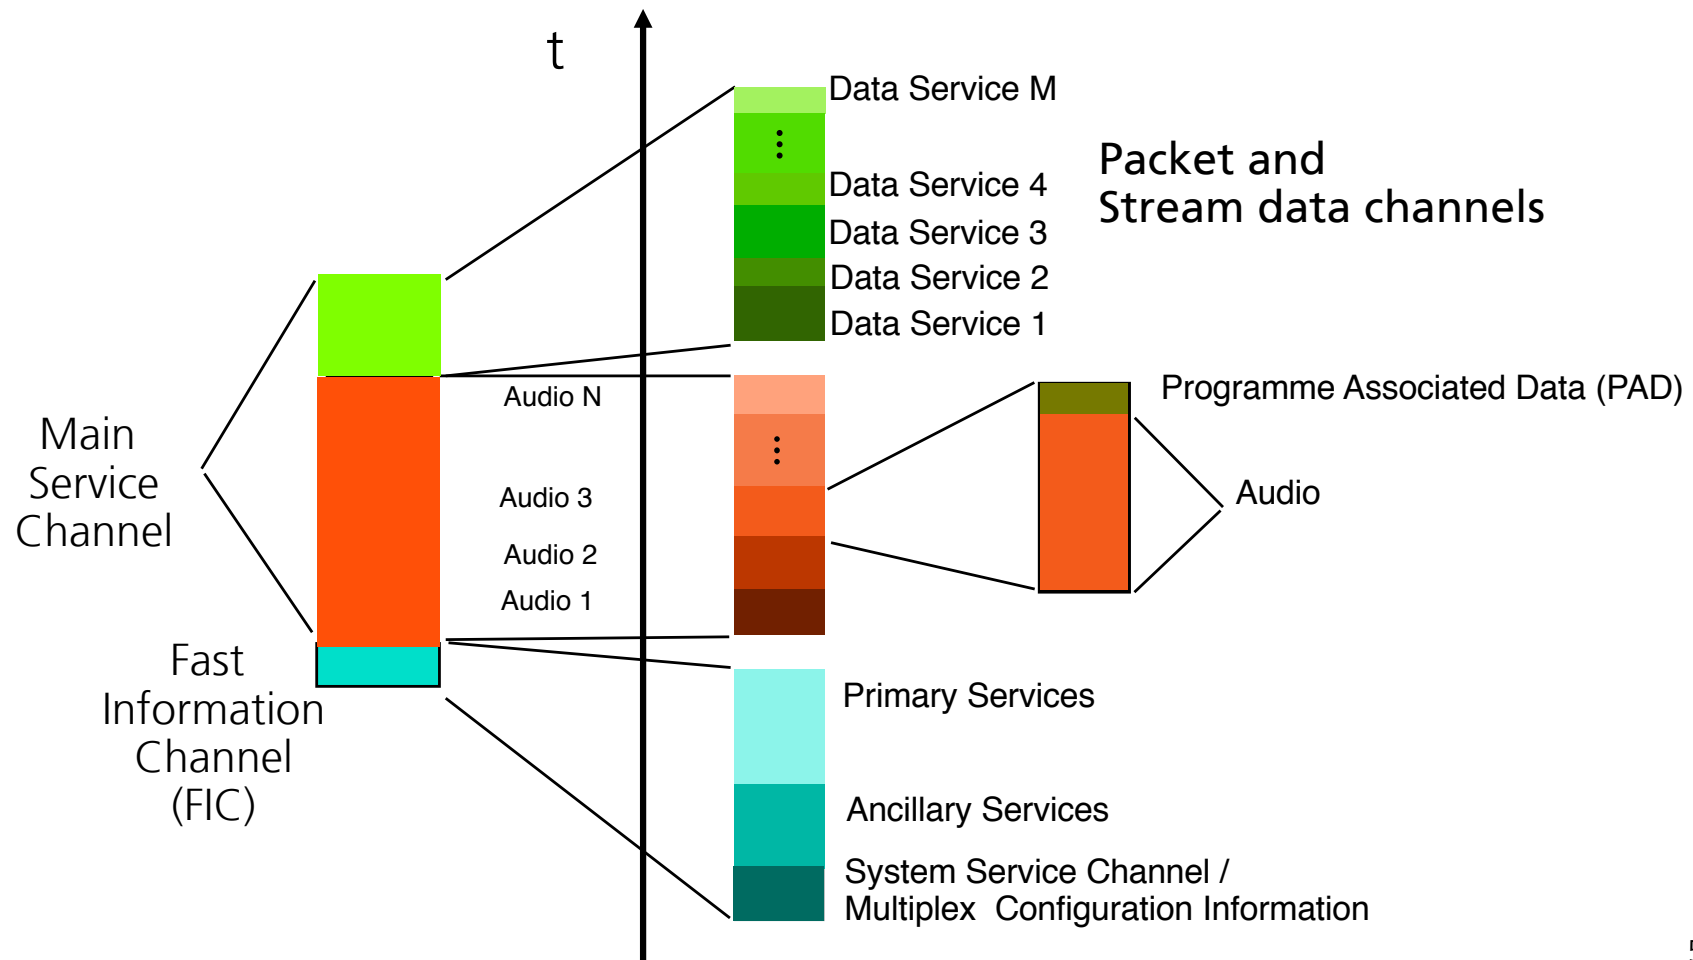 t
Data Service M
Data Service 4
Data Service 3
Data Service 2
Data Service 1
Packet and
Stream data channels
Main
Service
Channel
Audio N
Audio 3
Audio 2
Audio 1
Programme Associated Data (PAD)
Audio
Fast
Information
Channel
(FIC)
Primary Services
Ancillary Services
System Service Channel /
Multiplex Configuration Information